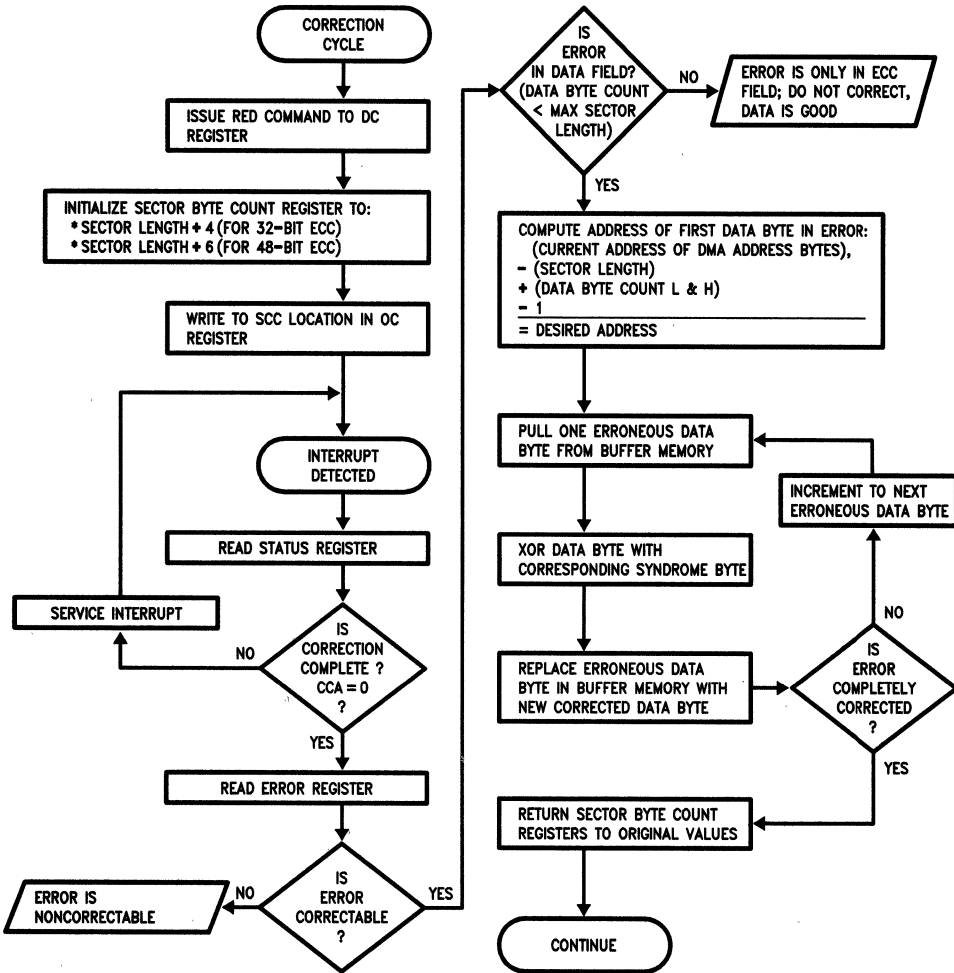 CORRECTION
CYCLE
ISSUE RED COMMAND TO DC
REGISTER
INITIALIZE SECTOR BYTE COUNT REGISTER TO:
* SECTOR LENGTH + 4 (FOR 32-BIT ECC)
* SECTOR LENGTH + 6 (FOR 48-BIT ECC)
WRITE TO SCC LOCATION IN OC
REGISTER
INTERRUPT
DETECTED
READ STATUS REGISTER
SERVICE INTERRUPT
NO
IS
CORRECTION
COMPLETE ?
CCA = 0
?
YES
READ ERROR REGISTER
ERROR IS
NONCORRECTABLE
NO
IS
ERROR
CORRECTABLE
?
YES
IS
ERROR
IN DATA FIELD?
(DATA BYTE COUNT
< MAX SECTOR
LENGTH)
NO
ERROR IS ONLY IN ECC
FIELD; DO NOT CORRECT,
DATA IS GOOD
YES
COMPUTE ADDRESS OF FIRST DATA BYTE IN ERROR:
(CURRENT ADDRESS OF DMA ADDRESS BYTES),
- (SECTOR LENGTH)
+ (DATA BYTE COUNT L & H)
- 1
= DESIRED ADDRESS
PULL ONE ERRONEOUS DATA
BYTE FROM BUFFER MEMORY
INCREMENT TO NEXT
ERRONEOUS DATA BYTE
XOR DATA BYTE WITH
CORRESPONDING SYNDROME BYTE
NO
REPLACE ERRONEOUS DATA
BYTE IN BUFFER MEMORY WITH
NEW CORRECTED DATA BYTE
IS
ERROR
COMPLETELY
CORRECTED
?
YES
RETURN SECTOR BYTE COUNT
REGISTERS TO ORIGINAL VALUES
CONTINUE